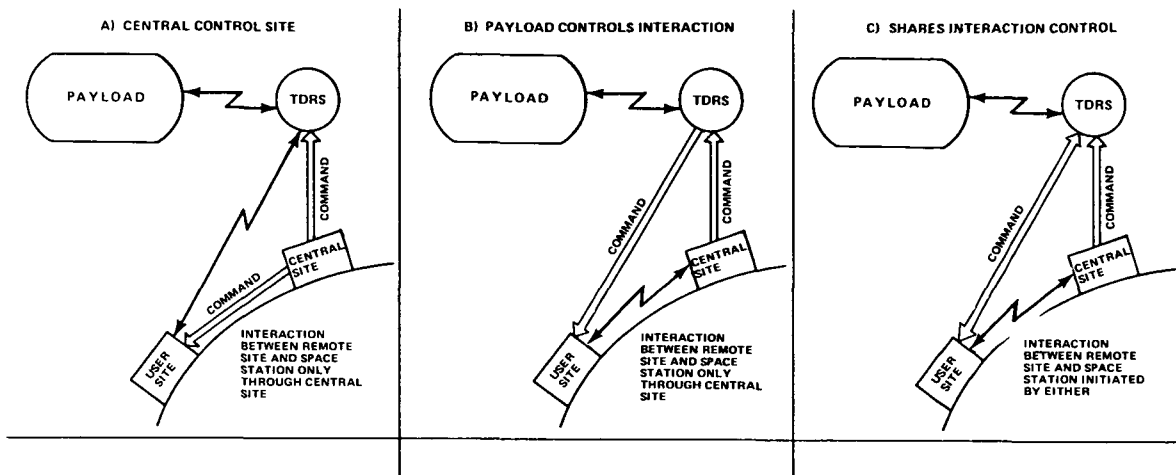 A) CENTRAL CONTROL SITE
PAYLOAD
TDRS
COMMAND
CENTRAL
SITE
COMMAND
USER
SITE
INTERACTION
BETWEEN REMOTE
SITE AND SPACE
STATION ONLY
THROUGH CENTRAL
SITE
B) PAYLOAD CONTROLS INTERACTION
PAYLOAD
TDRS
COMMAND
COMMAND
CENTRAL
SITE
USER
SITE
INTERACTION
BETWEEN REMOTE
SITE AND SPACE
STATION ONLY
THROUGH CENTRAL
SITE
C) SHARES INTERACTION CONTROL
PAYLOAD
TDRS
COMMAND
COMMAND
CENTRAL
SITE
USER
SITE
INTERACTION
BETWEEN REMOTE
SITE AND SPACE
STATION INITIATED
BY EITHER